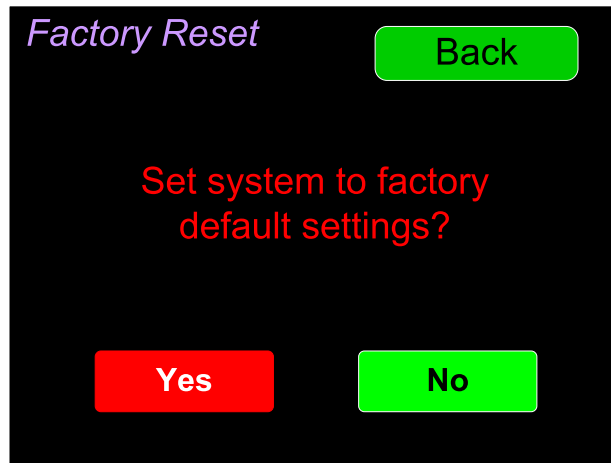 Factory Reset
Back
Set system to factory
default settings?
Yes
No